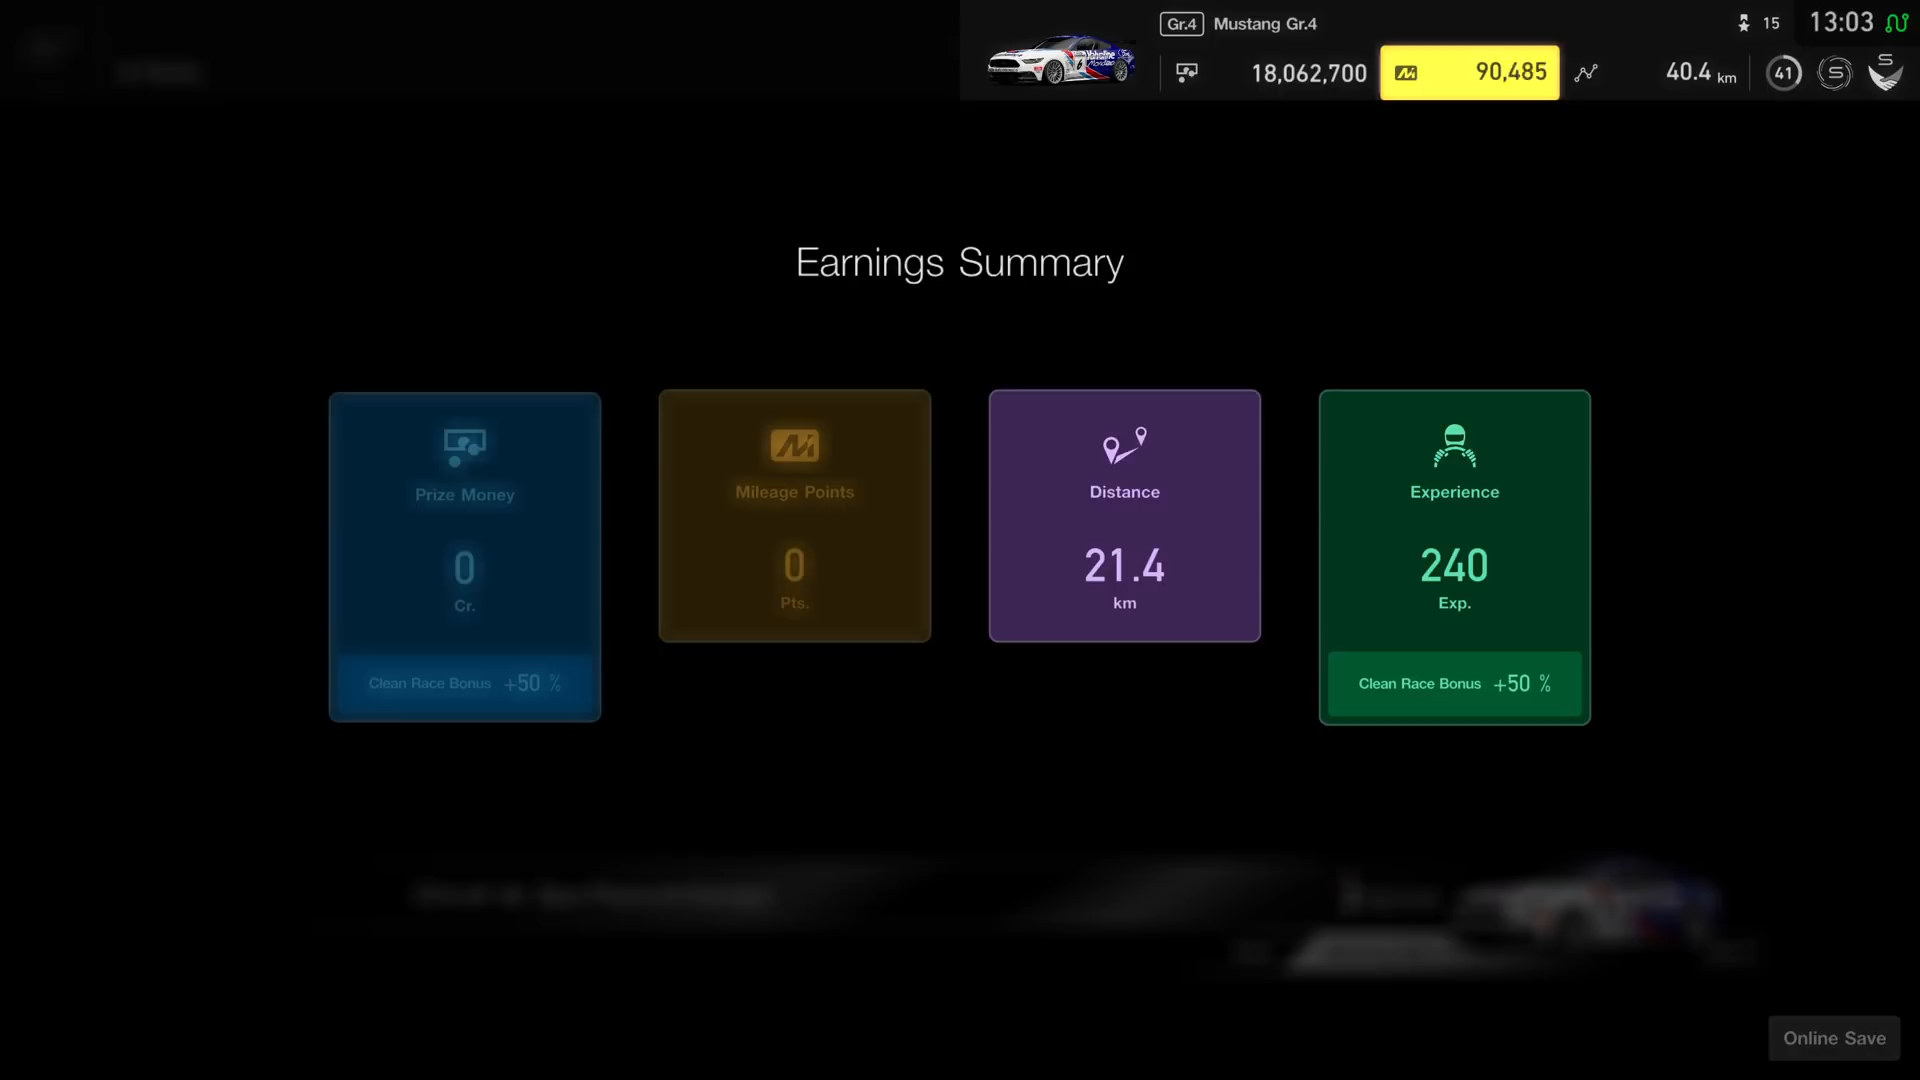 Gr.4 Mustang Gr.4
15
13:03
18,062,700
90,485
40.4 km
41
S
S
Earnings Summary
Prize Money
0
Cr.
Clean Race Bonus +50 %
Mileage Points
0
Pts.
Distance
21.4
km
Experience
240
Exp.
Clean Race Bonus +50 %
Online Save